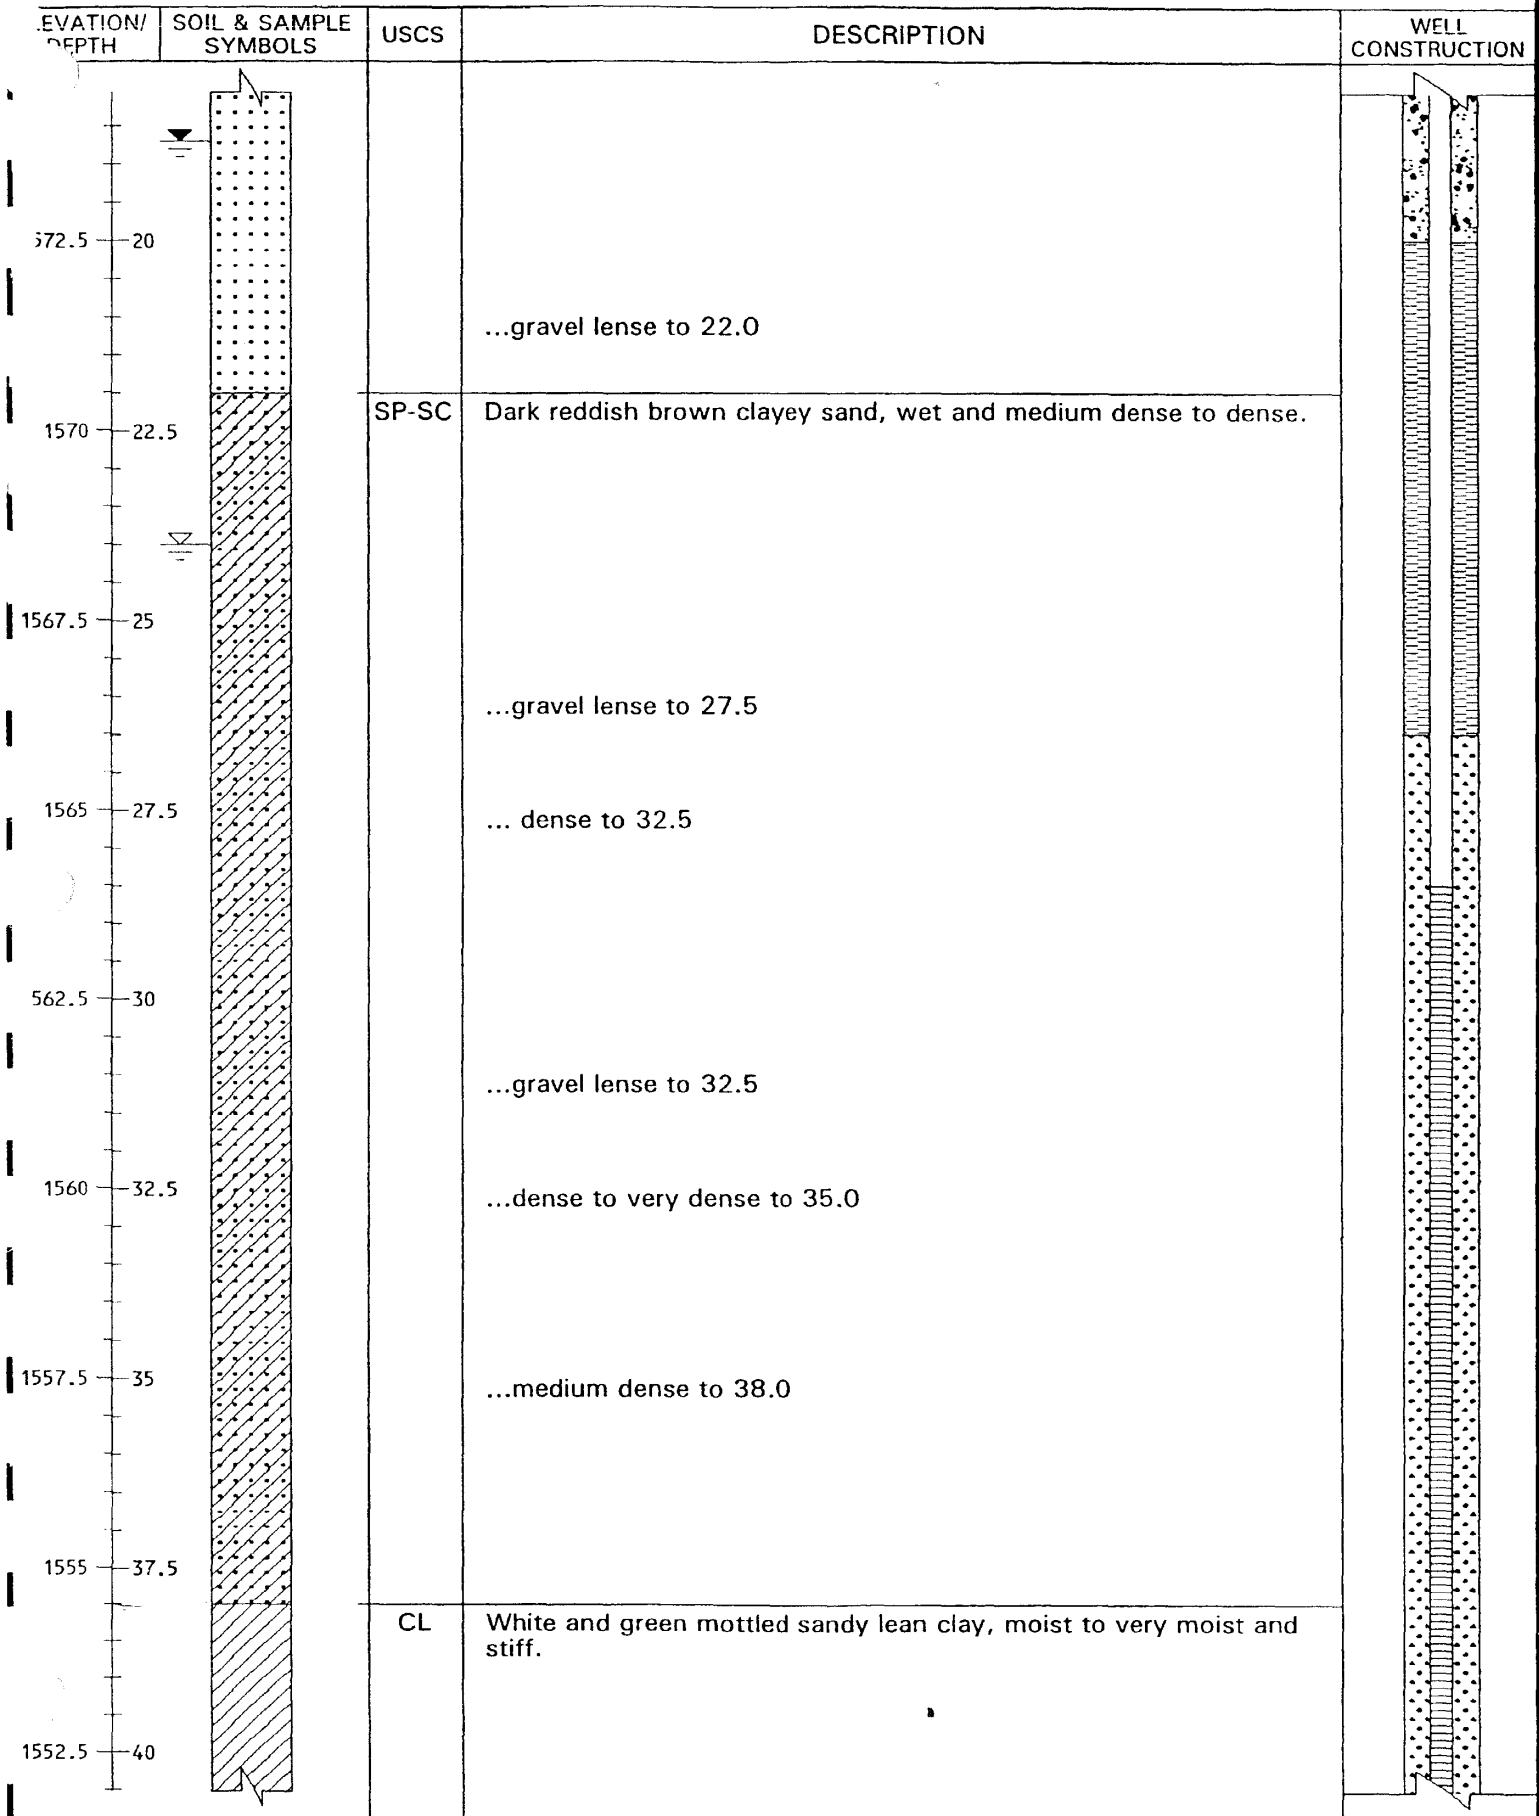 .EVATION/ SOIL & SAMPLE USCS DESCRIPTION WELL
DEPTH SYMBOLS CONSTRUCTION
572.5 20
...gravel lense to 22.0
SP-SC Dark reddish brown clayey sand, wet and medium dense to dense.
1570 22.5
1567.5 25
...gravel lense to 27.5
1565 27.5
... dense to 32.5
562.5 30
...gravel lense to 32.5
1560 32.5
...dense to very dense to 35.0
1557.5 35
...medium dense to 38.0
1555 37.5
CL White and green mottled sandy lean clay, moist to very moist and
stiff.
1552.5 40